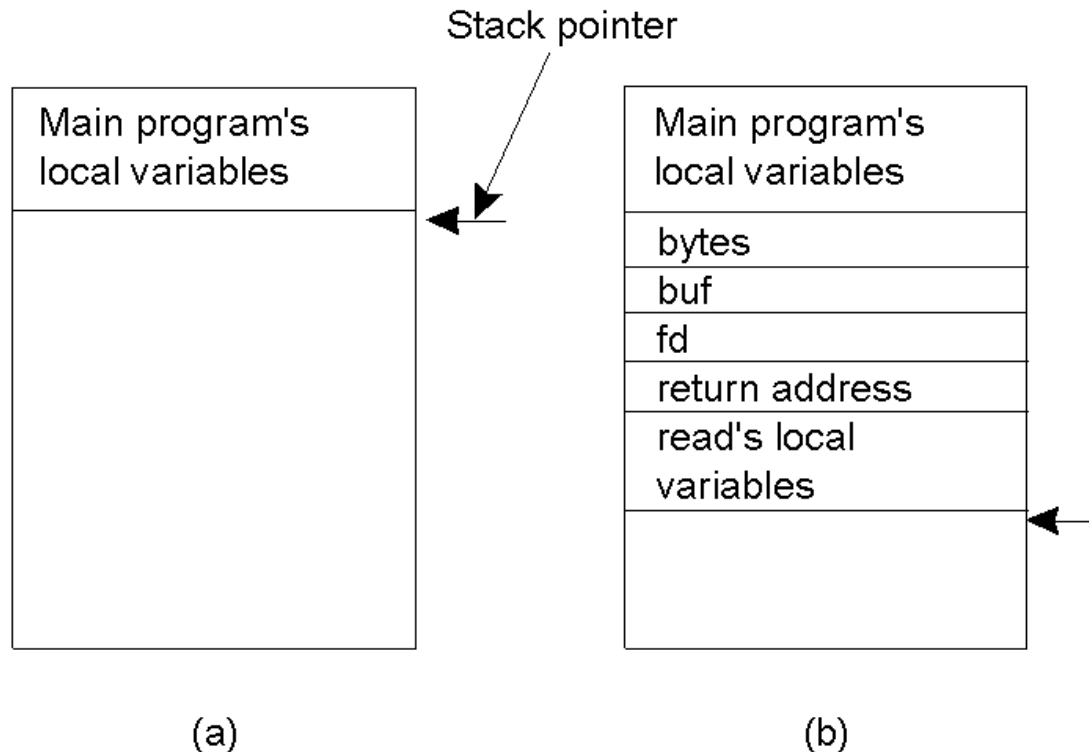 Stack pointer
Main program's
local variables
Main program's
local variables
bytes
buf
fd
return address
read's local
variables
(a)
(b)